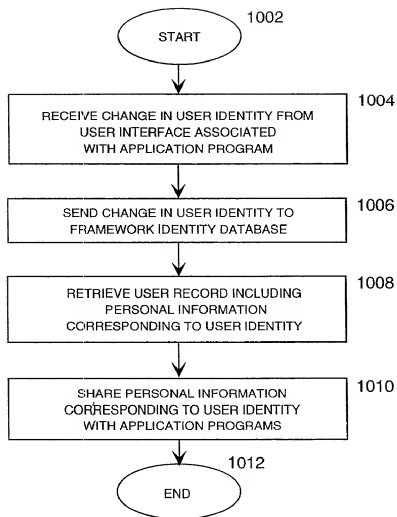 1002
START
1004
RECEIVE CHANGE IN USER IDENTITY FROM
USER INTERFACE ASSOCIATED
WITH APPLICATION PROGRAM
1006
SEND CHANGE IN USER IDENTITY TO
FRAMEWORK IDENTITY DATABASE
1008
RETRIEVE USER RECORD INCLUDING
PERSONAL INFORMATION
CORRESPONDING TO USER IDENTITY
1010
SHARE PERSONAL INFORMATION
CORRESPONDING TO USER IDENTITY
WITH APPLICATION PROGRAMS
1012
END